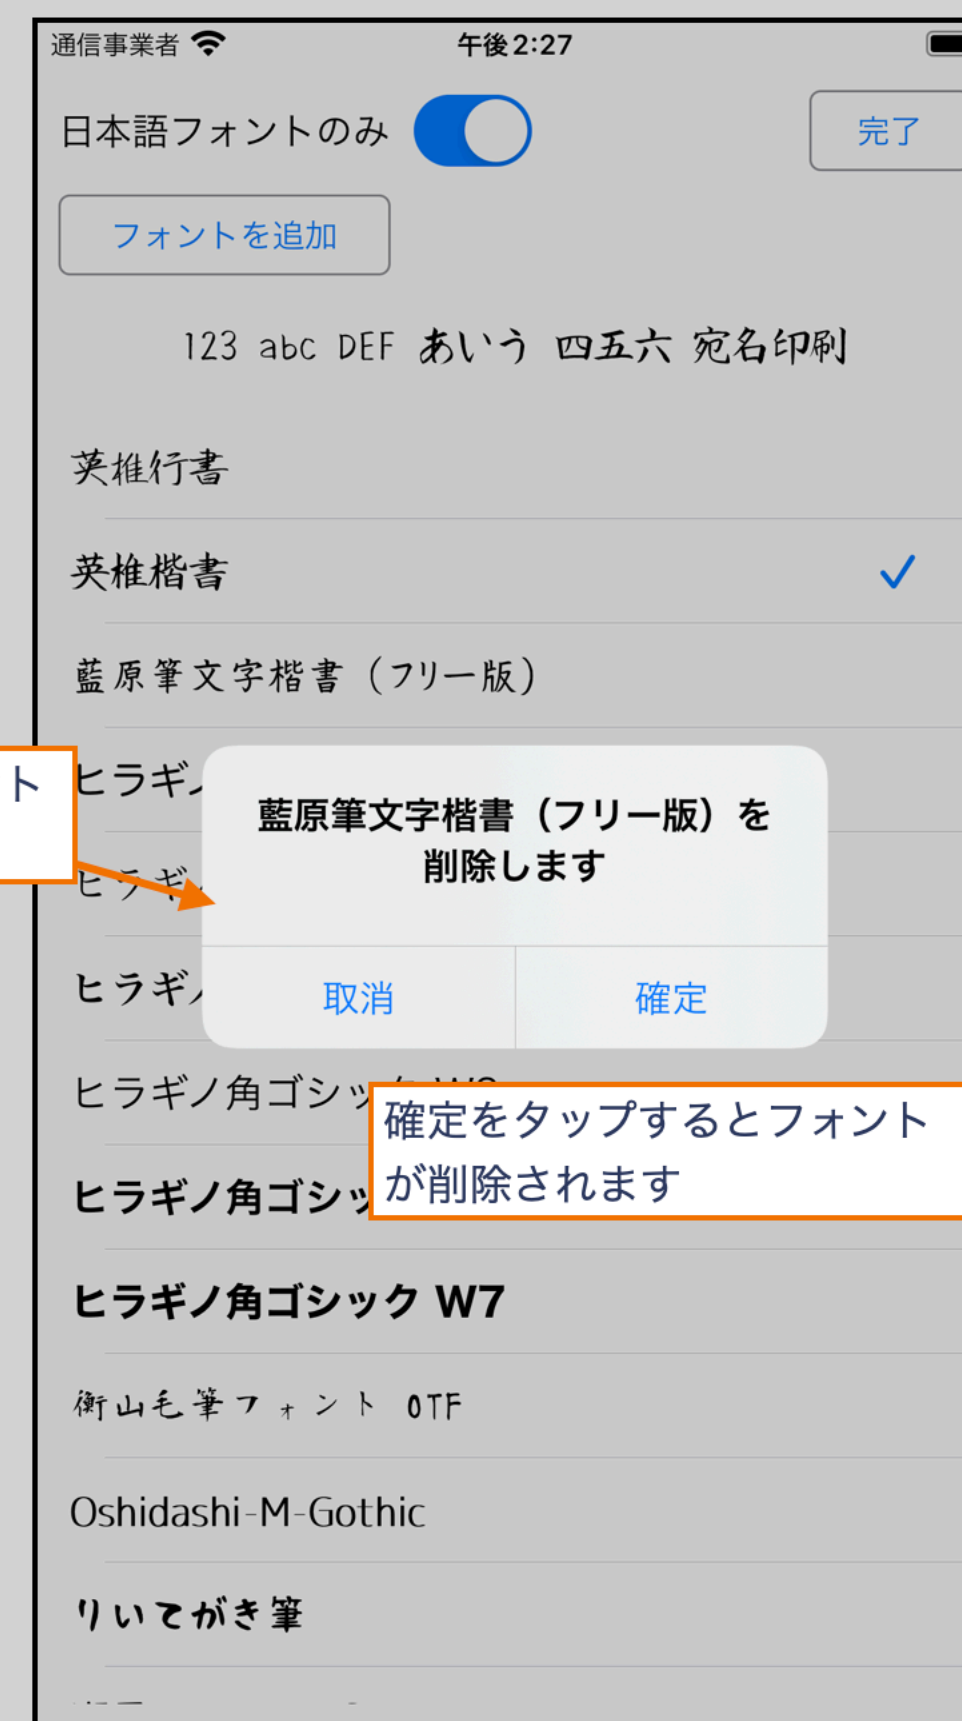 通信事業者
午後2:27
日本語フォントのみ
完了
フォントを追加
123 abc DEF あいう 四五六 宛名印刷
英椎行書
英椎楷書
藍原筆文字楷書（フリー版）
ト
ヒラギノ
藍原筆文字楷書（フリー版）を
削除します
ヒラギノ
ヒラギノ
取消
確定
ヒラギノ角ゴシック
確定をタップするとフォント
が削除されます
ヒラギノ角ゴシッ
ヒラギノ角ゴシック W7
衡山毛筆フォント OTF
Oshidashi-M-Gothic
りいてがき筆